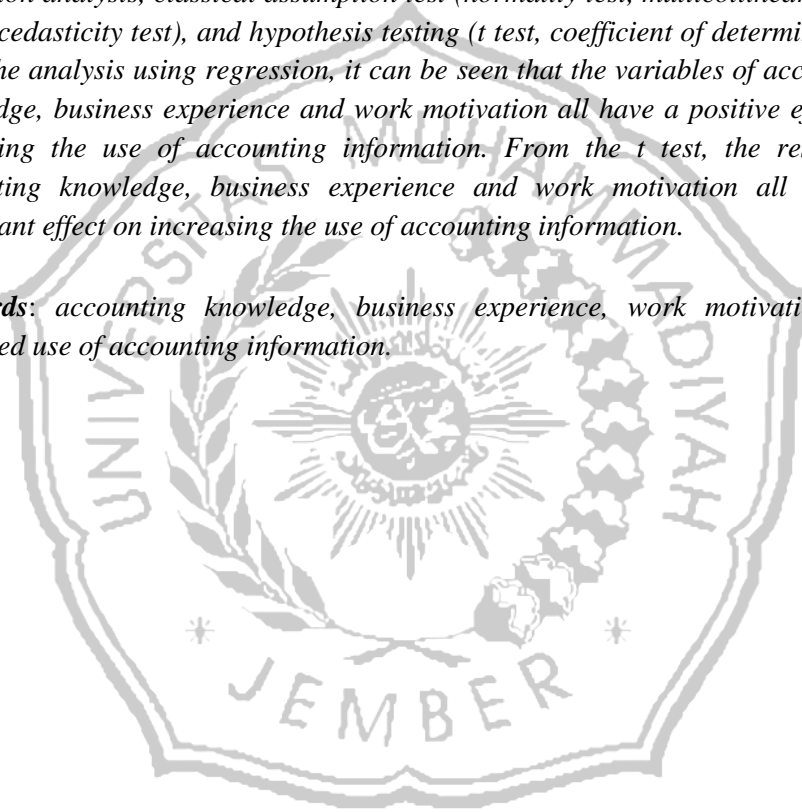 on analysis, classical assumption test (normality test, multicollinear
cedasticity test), and hypothesis testing (t test, coefficient of determin
he analysis using regression, it can be seen that the variables of acc
dge, business experience and work motivation all have a positive e
ing the use of accounting information. From the t test, the re
ting knowledge, business experience and work motivation all
ant effect on increasing the use of accounting information.
rds: accounting knowledge, business experience, work motivati
ed use of accounting information.
UNIVERSITAS MUHAMMADIYAH
JEMBER